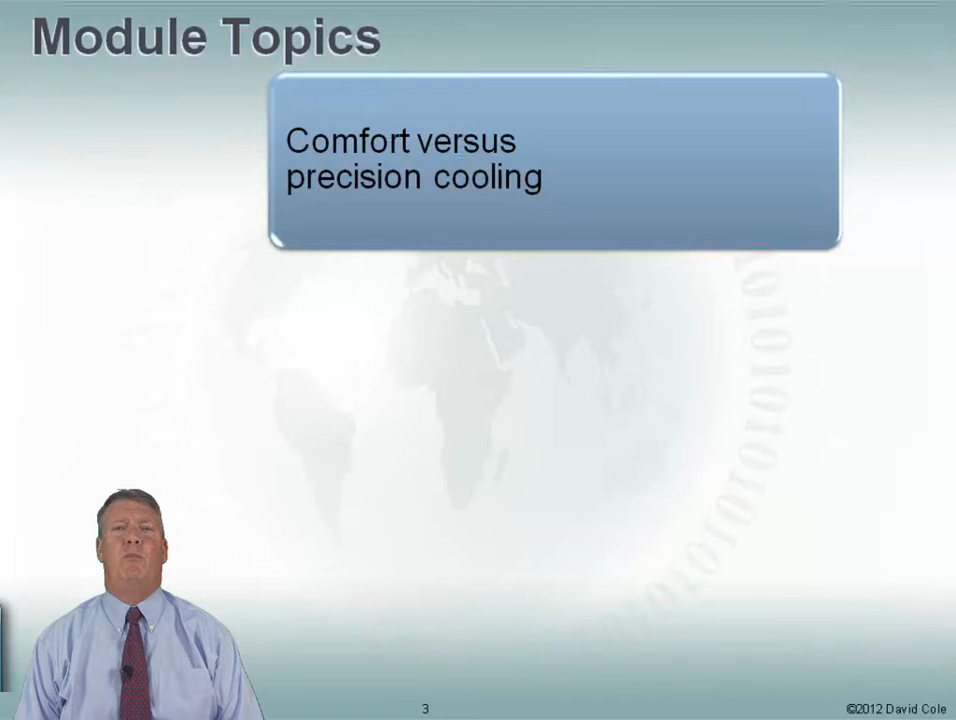 Module Topics
Comfort versus
precision cooling
3
©2012 David Cole